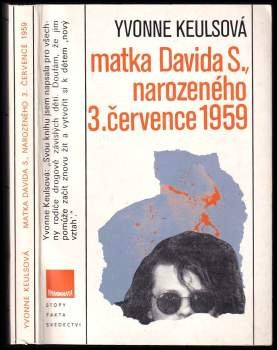 YVONNE KEULSOVÁ
matka Davida S.,
narozeného
3. července 1959
Yvonne Keulsová: „Svou knihu jsem napsala pro všech-
ny rodiče drogově závislých dětí. Doufám, že jim
pomůže začít znovu žít a vytvořit si k dětem „nový
vztah“.“
STOPY
FAKTA
SVĚDECTVÍ
YVONNE KEULSOVÁ MATKA DAVIDA S., NAROZENÉHO 3. ČERVENCE 1959